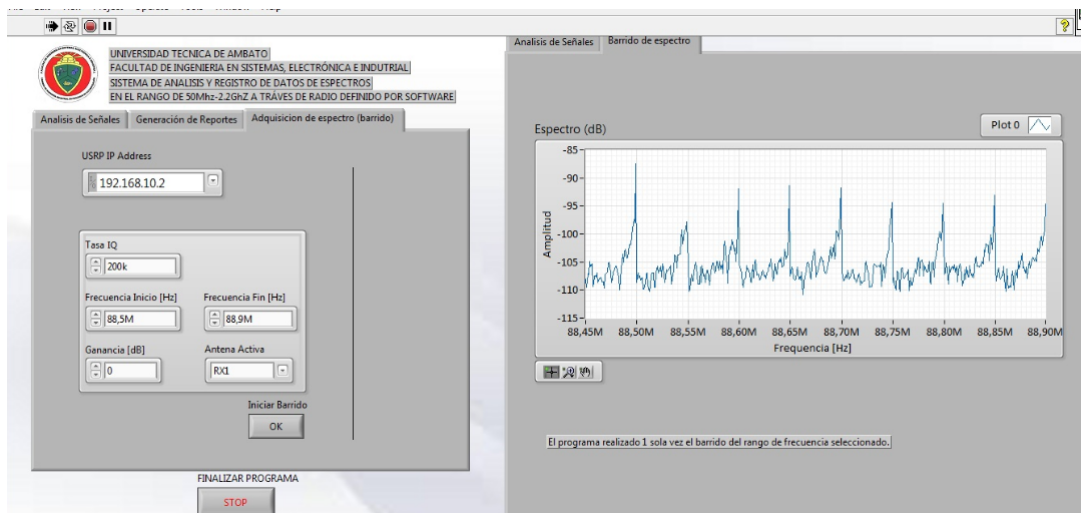 UNIVERSIDAD TECNICA DE AMBATO
FACULTAD DE INGENIERIA EN SISTEMAS, ELECTRÓNICA E INDUTRIAL
SISTEMA DE ANALISIS Y REGISTRO DE DATOS DE ESPECTROS
EN EL RANGO DE 50Mhz-2.2GhZ A TRÁVES DE RADIO DEFINIDO POR SOFTWARE
Analisis de Señales Generación de Reportes Adquisicion de espectro (barrido)
USRP IP Address
192.168.10.2
Tasa IQ
200k
Frecuencia Inicio [Hz] Frecuencia Fin [Hz]
88,5M 88,9M
Ganancia [dB] Antena Activa
0 RX1
Iniciar Barrido
OK
FINALIZAR PROGRAMA
STOP
Analisis de Señales Barrido de espectro
Espectro (dB) Plot 0
Amplitud
-85
-90
-95
-100
-105
-110
-115
88,45M 88,50M 88,55M 88,60M 88,65M 88,70M 88,75M 88,80M 88,85M 88,90M
Frequencia [Hz]
El programa realizado 1 sola vez el barrido del rango de frecuencia seleccionado.